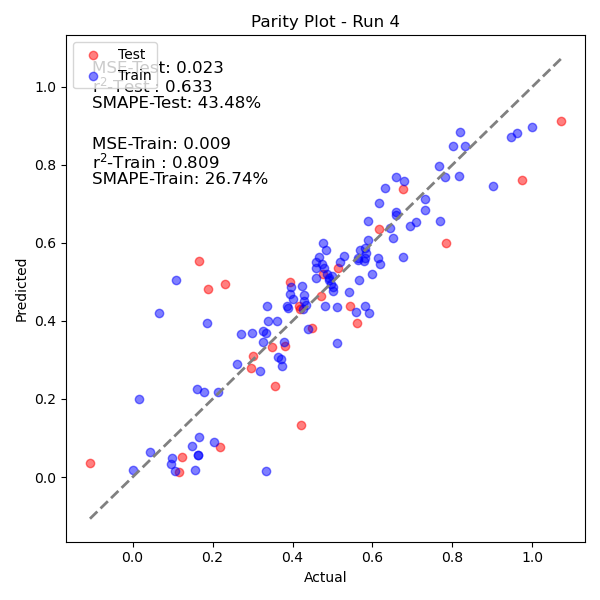 Parity Plot - Run 4
Test
Train
MSE-Test: 0.023
r²-Test : 0.633
SMAPE-Test: 43.48%
MSE-Train: 0.009
r²-Train : 0.809
SMAPE-Train: 26.74%
Predicted
1.0
0.8
0.6
0.4
0.2
0.0
0.0 0.2 0.4 0.6 0.8 1.0
Actual